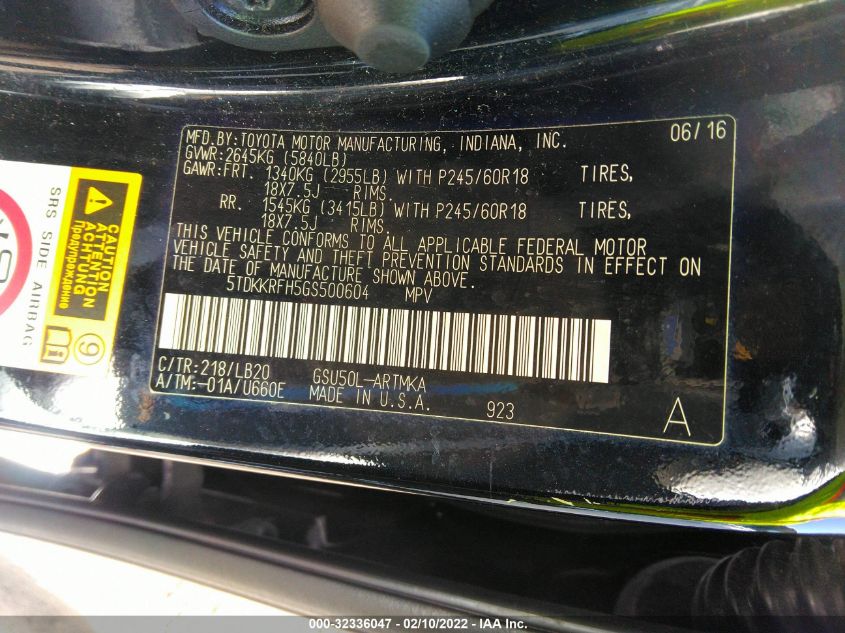 MFD.BY:TOYOTA MOTOR MANUFACTURING, INDIANA, INC. 06/16
GVWR:2645KG (5840LB)
GAWR:FRT. 1340KG (2955LB) WITH P245/60R18 TIRES,
18X7.5J RIMS.
RR. 1545KG (3415LB) WITH P245/60R18 TIRES,
18X7.5J RIMS.
THIS VEHICLE CONFORMS TO ALL APPLICABLE FEDERAL MOTOR
VEHICLE SAFETY AND THEFT PREVENTION STANDARDS IN EFFECT ON
THE DATE OF MANUFACTURE SHOWN ABOVE.
5TDKKRFH5GS500604 MPV
C/TR:218/LB20 GSU50L-ARTMKA
A/TM:-01A/U660E MADE IN U.S.A. 923 A
SRS SIDE AIRBAG
CAUTION
ATTENTION
ACHTUNG
Предупреждение
9
000-32336047 - 02/10/2022 - IAA Inc.